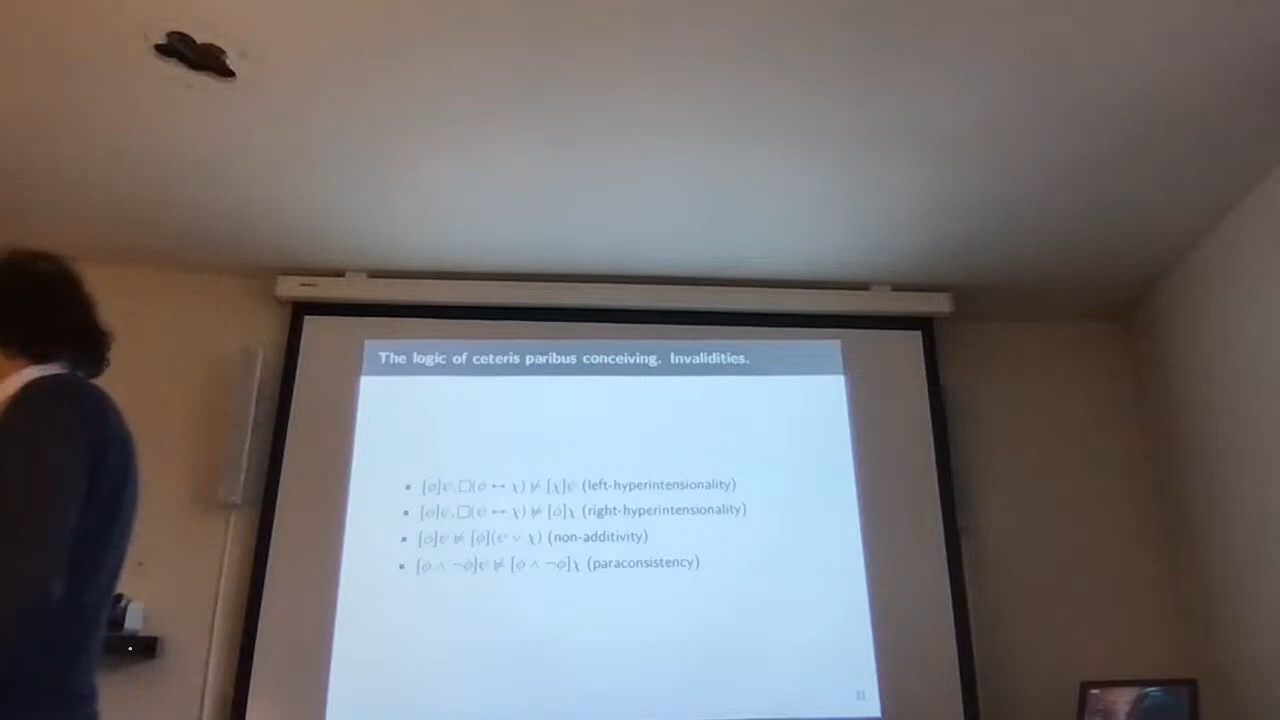 The logic of ceteris paribus conceiving. Invalidities.
• [ϕ]ψ, □(ϕ ↔ χ) ⊭ [χ]ψ (left-hyperintensionality)
• [ϕ]ψ, □(ψ ↔ χ) ⊭ [ϕ]χ (right-hyperintensionality)
• [ϕ]ψ ⊭ [ϕ](ψ ∨ χ) (non-additivity)
• [ϕ ∧ ¬ϕ]ψ ⊭ [ϕ ∧ ¬ϕ]χ (paraconsistency)